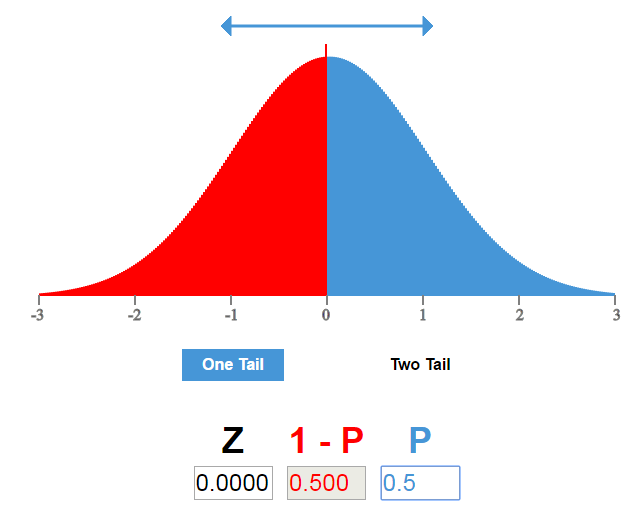 -3 -2 -1 0 1 2 3
One Tail Two Tail
Z 1 - P P
0.0000 0.500 0.5